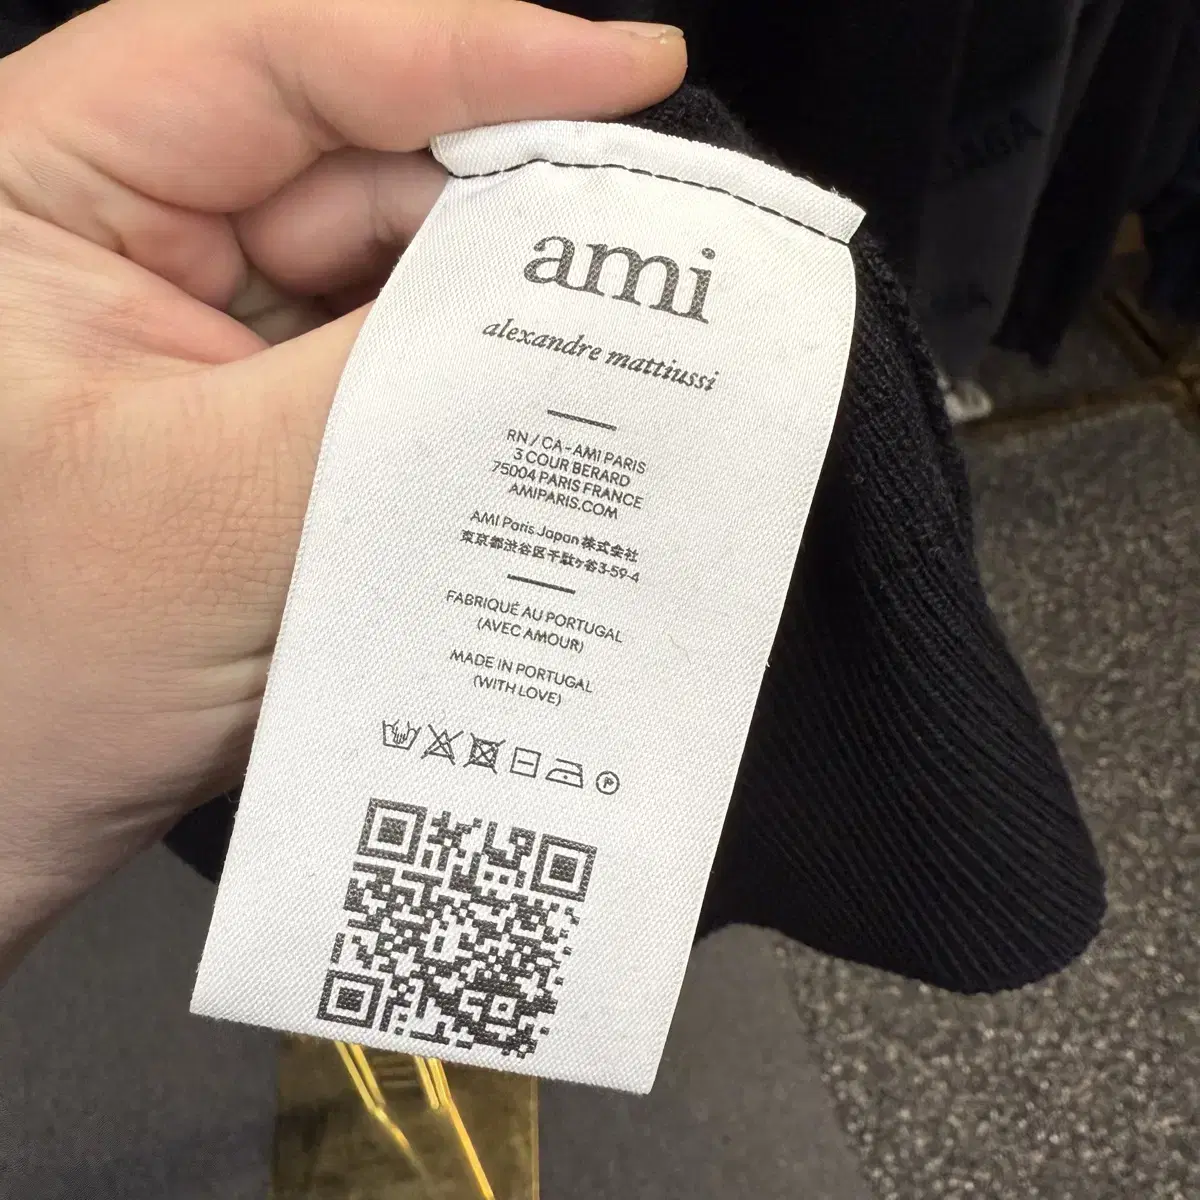 ami
alexandre mattiussi
RN / CA - AMI PARIS
3 COUR BERARD
75004 PARIS FRANCE
AMIPARIS.COM
AMI Paris Japan 株式会社
東京都渋谷区千駄ヶ谷3-59-4
FABRIQUÉ AU PORTUGAL
(AVEC AMOUR)
MADE IN PORTUGAL
(WITH LOVE)
P